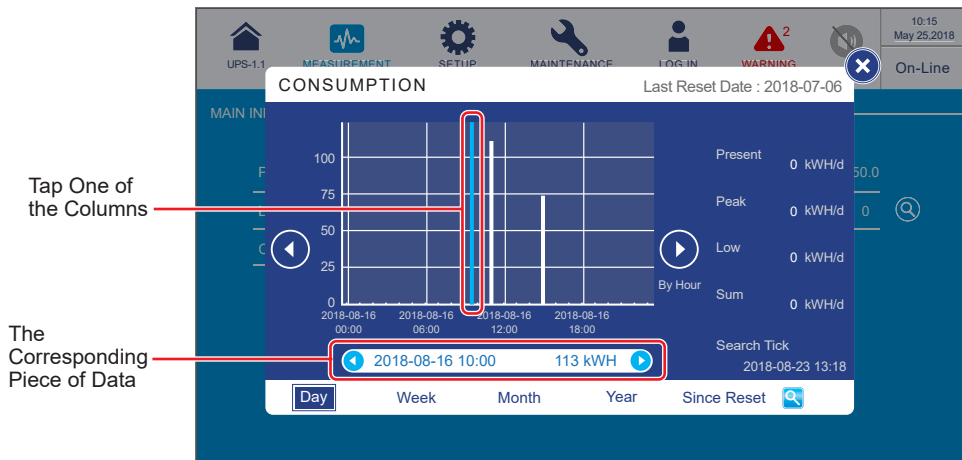 10:15
May 25,2018
2
UPS-1.1
MEASUREMENT
SETUP
MAINTENANCE
LOG IN
WARNING
On-Line
CONSUMPTION
Last Reset Date : 2018-07-06
MAIN IN
100
75
50
25
0
2018-08-16
00:00
2018-08-16
06:00
2018-08-16
12:00
2018-08-16
18:00
By Hour
Present
0 kWH/d
Peak
0 kWH/d
Low
0 kWH/d
Sum
0 kWH/d
Search Tick
2018-08-23 13:18
50.0
0
Tap One of
the Columns
The
Corresponding
Piece of Data
2018-08-16 10:00 113 kWH
Day Week Month Year Since Reset